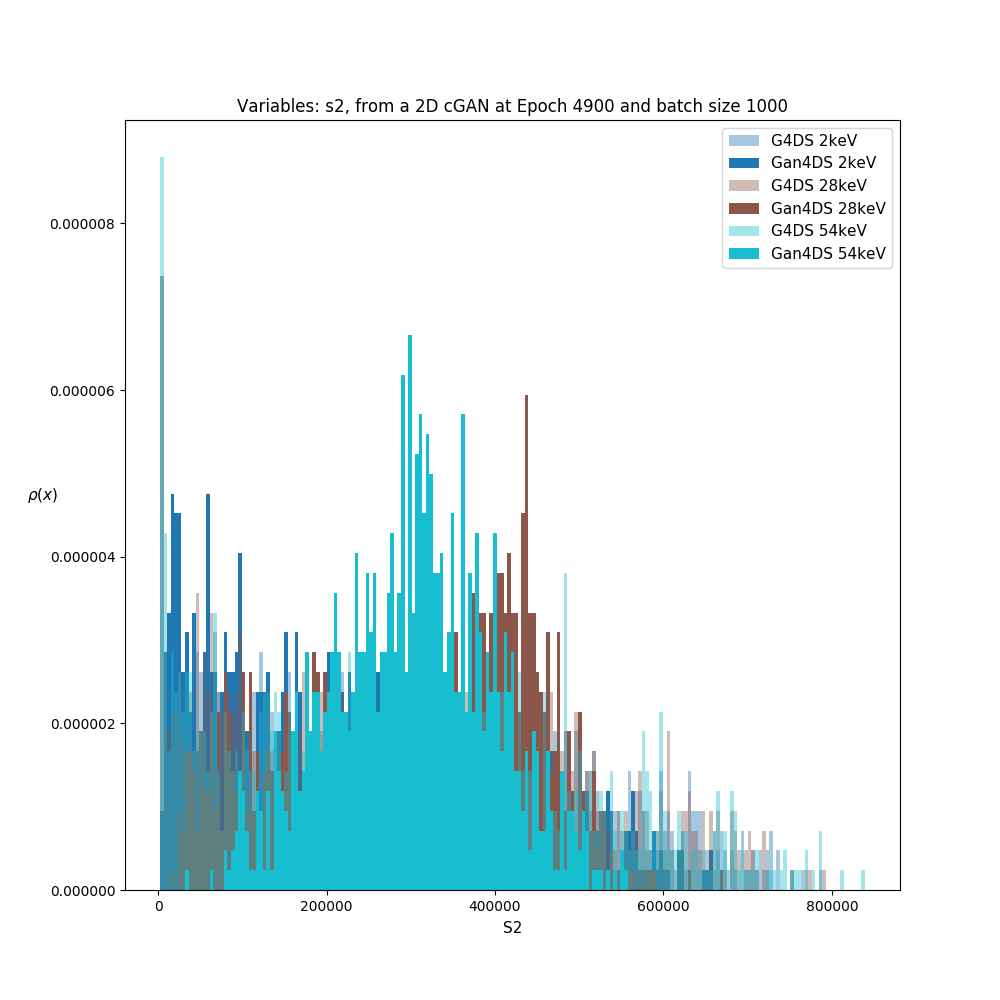 Variables: s2, from a 2D cGAN at Epoch 4900 and batch size 1000
G4DS 2keV
Gan4DS 2keV
G4DS 28keV
Gan4DS 28keV
G4DS 54keV
Gan4DS 54keV
0.000008
0.000006
ρ(x)
0.000004
0.000002
0.000000
0 200000 400000 600000 800000
S2